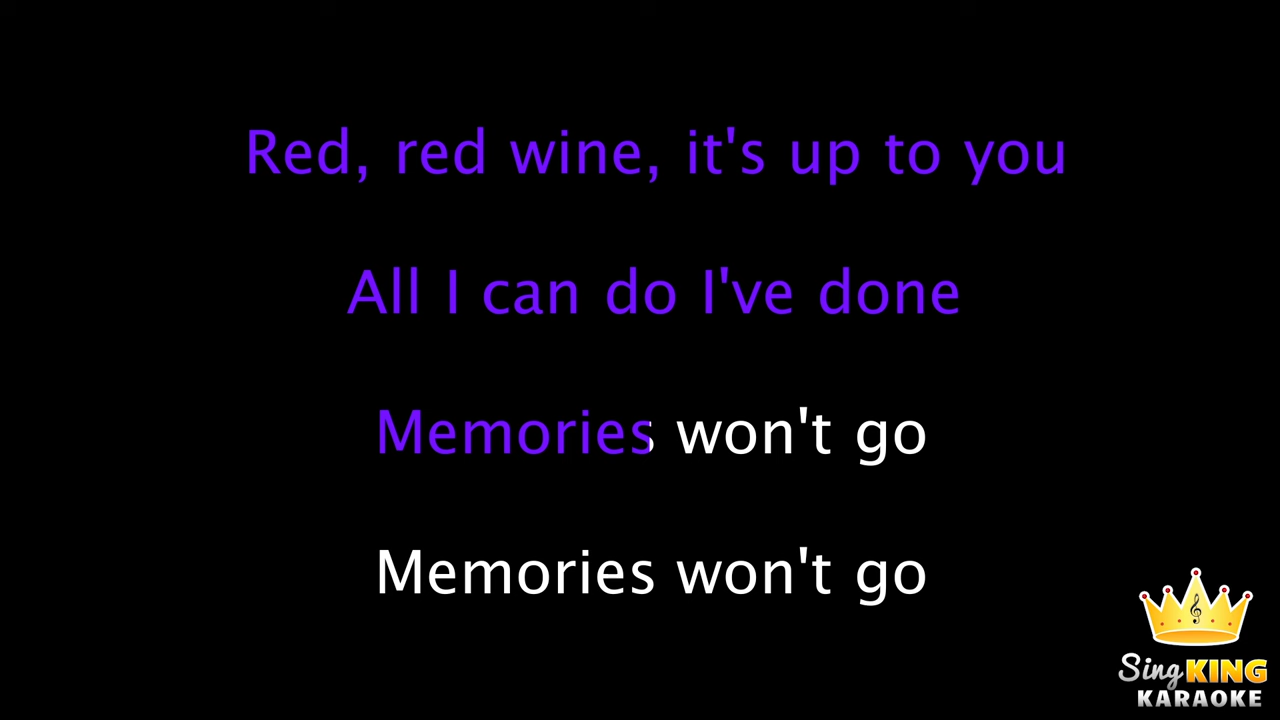 Red, red wine, it's up to you
All I can do I've done
Memories won't go
Memories won't go
Sing KING
KARAOKE